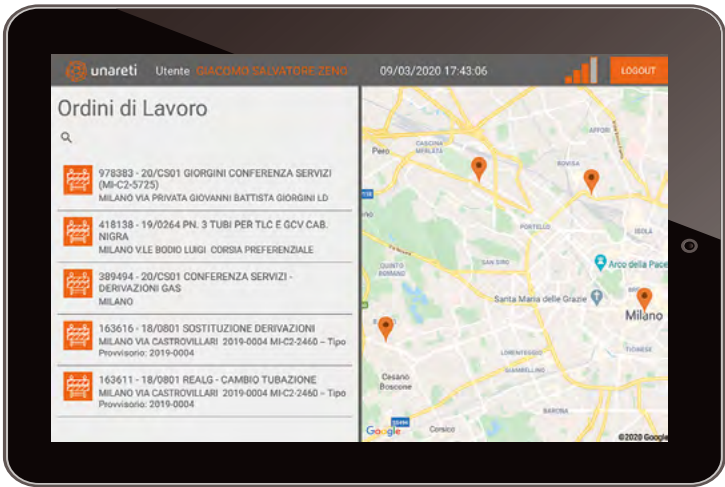 unareti
Utente GIACOMO SALVATORE ZENG
09/03/2020 17:43:06
LOGOUT
Ordini di Lavoro
978383 - 20/CS01 GIORGINI CONFERENZA SERVIZI
(MI-C2-5725)
MILANO VIA PRIVATA GIOVANNI BATTISTA GIORGINI LD
418138 - 19/0264 PN. 3 TUBI PER TLC E GCV CAB.
NIGRA
MILANO V.LE BODIO LUIGI CORSIA PREFERENZIALE
389494 - 20/CS01 CONFERENZA SERVIZI -
DERIVAZIONI GAS
MILANO
163616 - 18/0801 SOSTITUZIONE DERIVAZIONI
MILANO VIA CASTROVILLARI 2019-0004 MI-C2-2460 – Tipo
Provvisorio: 2019-0004
163611 - 18/0801 REALG - CAMBIO TUBAZIONE
MILANO VIA CASTROVILLARI 2019-0004 MI-C2-2460 – Tipo
Provvisorio: 2019-0004
AFFORI
CASCINA
MERLATA
Pero
BOVISA
PORTELLO
ISOLA
SAN SIRO
QUINTO
ROMANO
Arco della Pace
Santa Maria delle Grazie
Milano
LORENTEGGIO
TICINESE
GIAMBELLINO
Cesano
Boscone
BARONA
Corsico
Google
©2020 Google